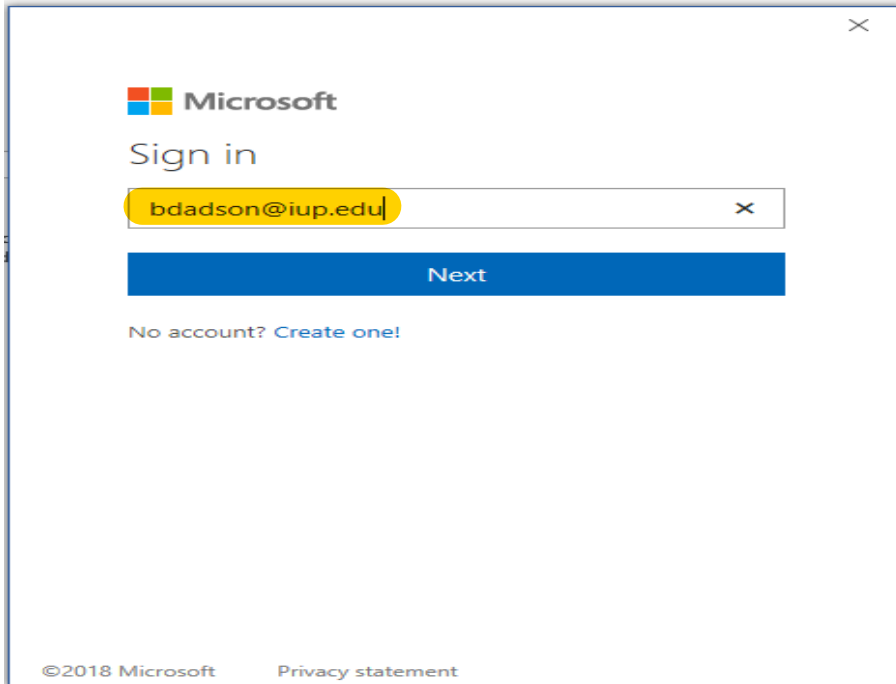 Microsoft
Sign in
bdadson@iup.edu
Next
No account? Create one!
©2018 Microsoft Privacy statement